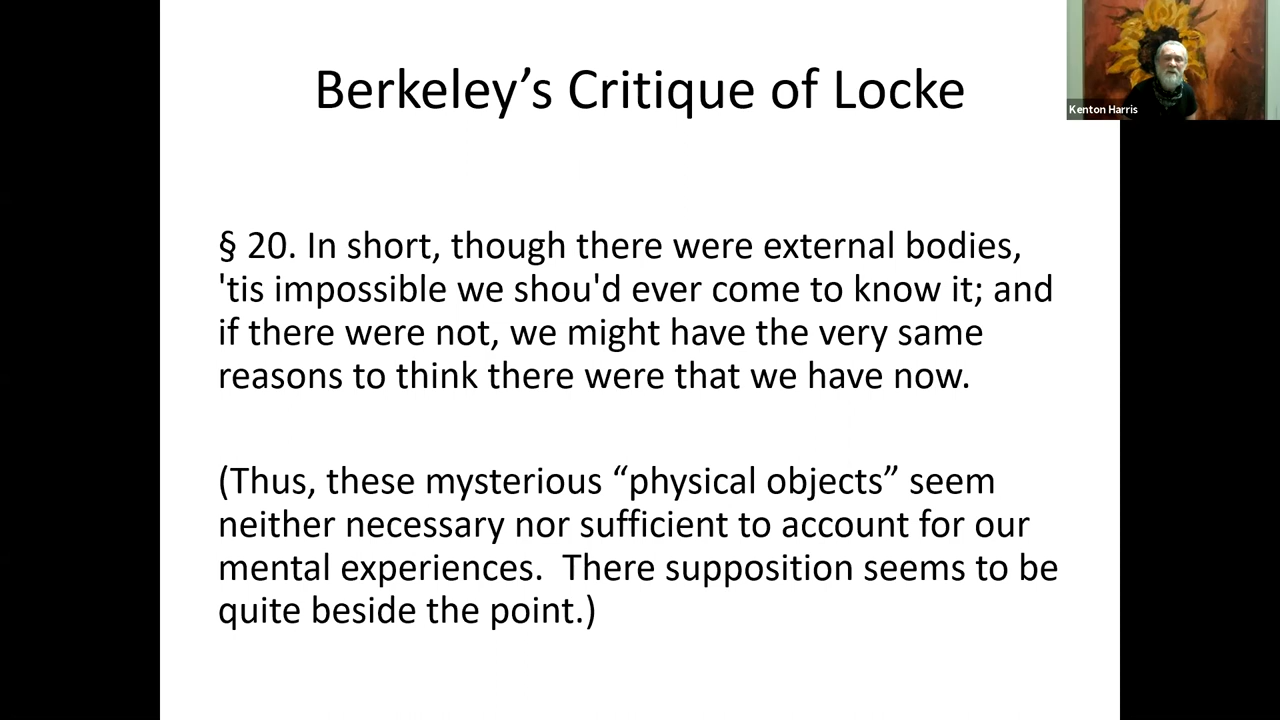 Berkeley’s Critique of Locke
Kenton Harris
§ 20. In short, though there were external bodies,
'tis impossible we shou'd ever come to know it; and
if there were not, we might have the very same
reasons to think there were that we have now.
(Thus, these mysterious “physical objects” seem
neither necessary nor sufficient to account for our
mental experiences.  There supposition seems to be
quite beside the point.)